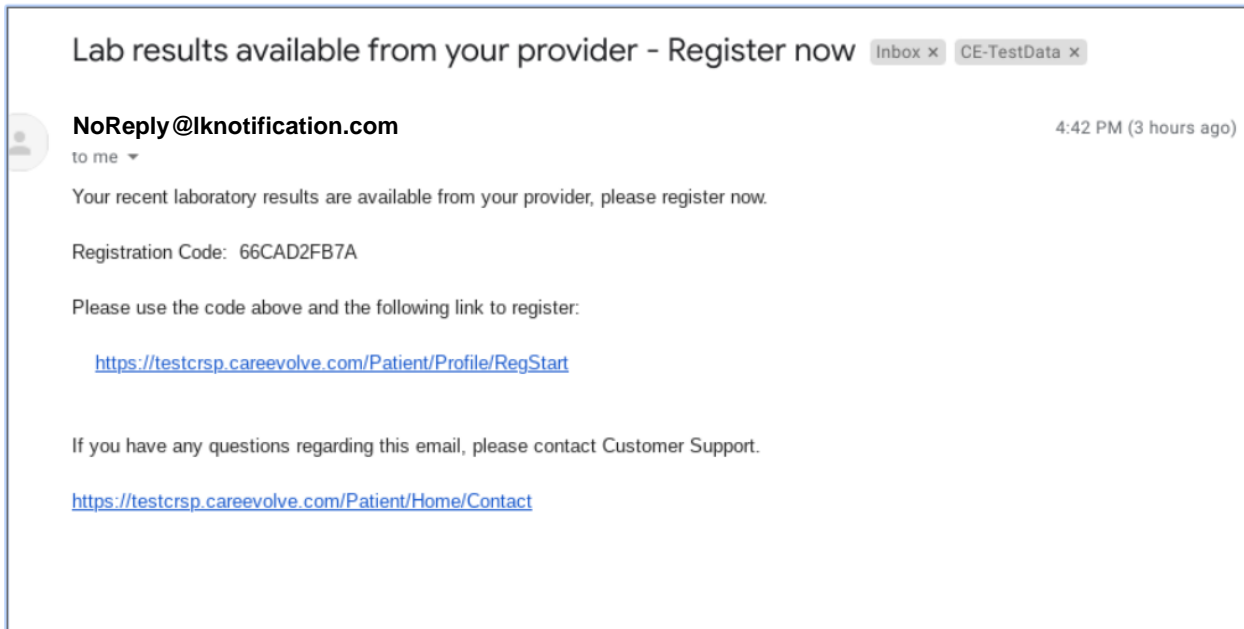 Lab results available from your provider - Register now Inbox × CE-TestData ×
NoReply@lknotification.com 4:42 PM (3 hours ago)
to me
Your recent laboratory results are available from your provider, please register now.
Registration Code: 66CAD2FB7A
Please use the code above and the following link to register:
https://testcrsp.careevolve.com/Patient/Profile/RegStart
If you have any questions regarding this email, please contact Customer Support.
https://testcrsp.careevolve.com/Patient/Home/Contact